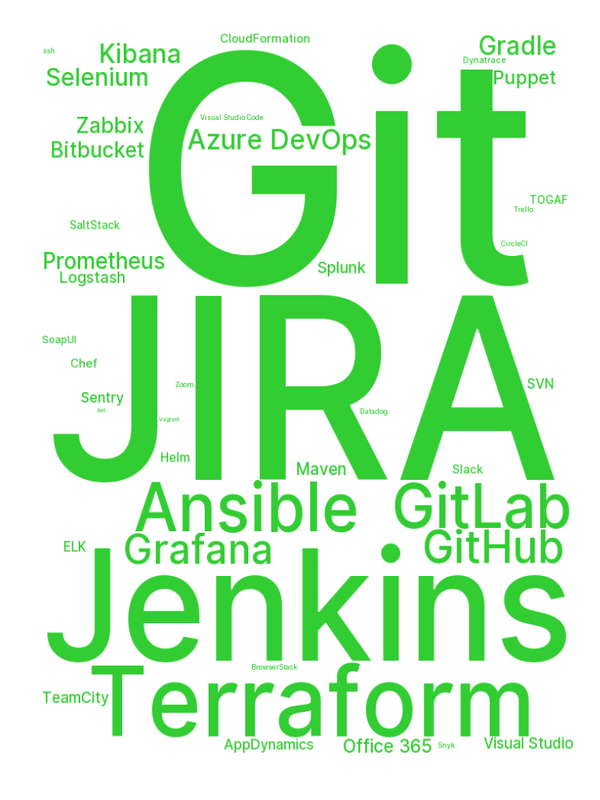 CloudFormation
ssh
Kibana
Gradle
Dynatrace
Selenium
Puppet
Git
Visual Studio Code
Zabbix
Azure DevOps
Bitbucket
TOGAF
Trello
SaltStack
CircleCI
Prometheus
Splunk
Logstash
JIRA
SoapUI
Chef
Zoom
SVN
Sentry
Ant
Datadog
Vagrant
Helm
Maven
Slack
Ansible
GitLab
ELK
Grafana
GitHub
Jenkins
BrowserStack
Terraform
TeamCity
AppDynamics
Office 365
Snyk
Visual Studio